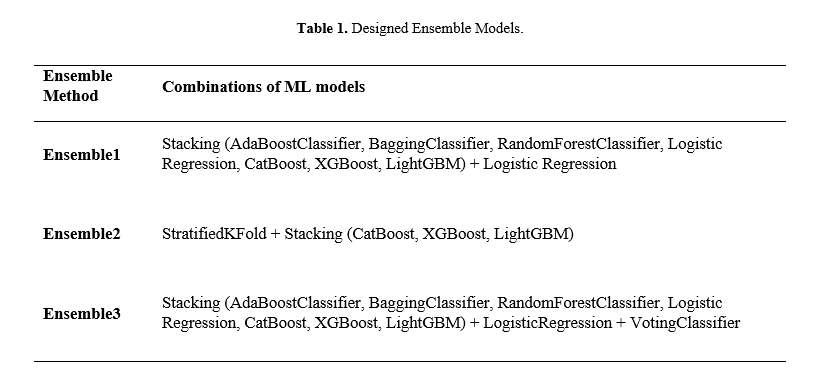 Table 1. Designed Ensemble Models.
Ensemble
Method
Combinations of ML models
Ensemble1
Stacking (AdaBoostClassifier, BaggingClassifier, RandomForestClassifier, Logistic
Regression, CatBoost, XGBoost, LightGBM) + Logistic Regression
Ensemble2
StratifiedKFold + Stacking (CatBoost, XGBoost, LightGBM)
Ensemble3
Stacking (AdaBoostClassifier, BaggingClassifier, RandomForestClassifier, Logistic
Regression, CatBoost, XGBoost, LightGBM) + LogisticRegression + VotingClassifier